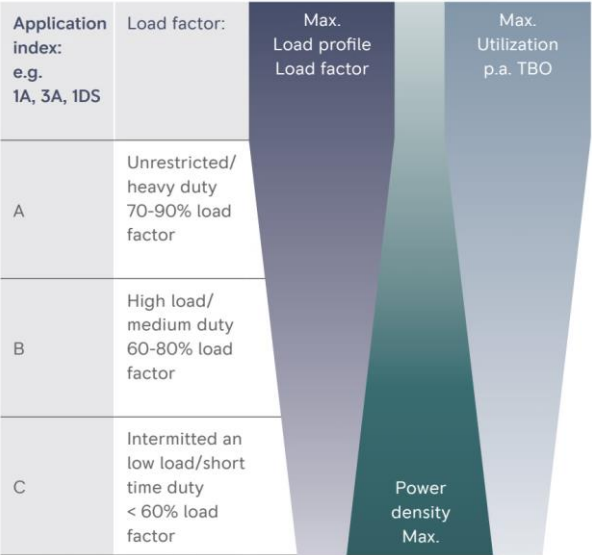 Application
index:
e.g.
1A, 3A, 1DS
Load factor:
Max.
Load profile
Load factor
Max.
Utilization
p.a. TBO
A
Unrestricted/
heavy duty
70-90% load
factor
B
High load/
medium duty
60-80% load
factor
C
Intermitted an
low load/short
time duty
< 60% load
factor
Power
density
Max.